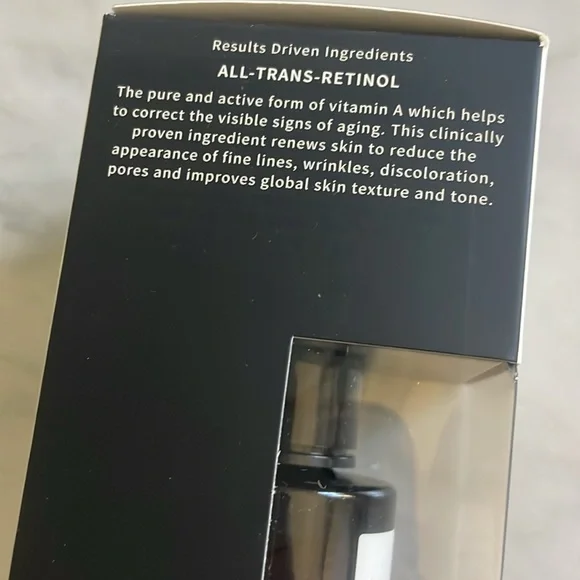 Results Driven Ingredients
ALL-TRANS-RETINOL
The pure and active form of vitamin A which helps
to correct the visible signs of aging. This clinically
proven ingredient renews skin to reduce the
appearance of fine lines, wrinkles, discoloration,
pores and improves global skin texture and tone.